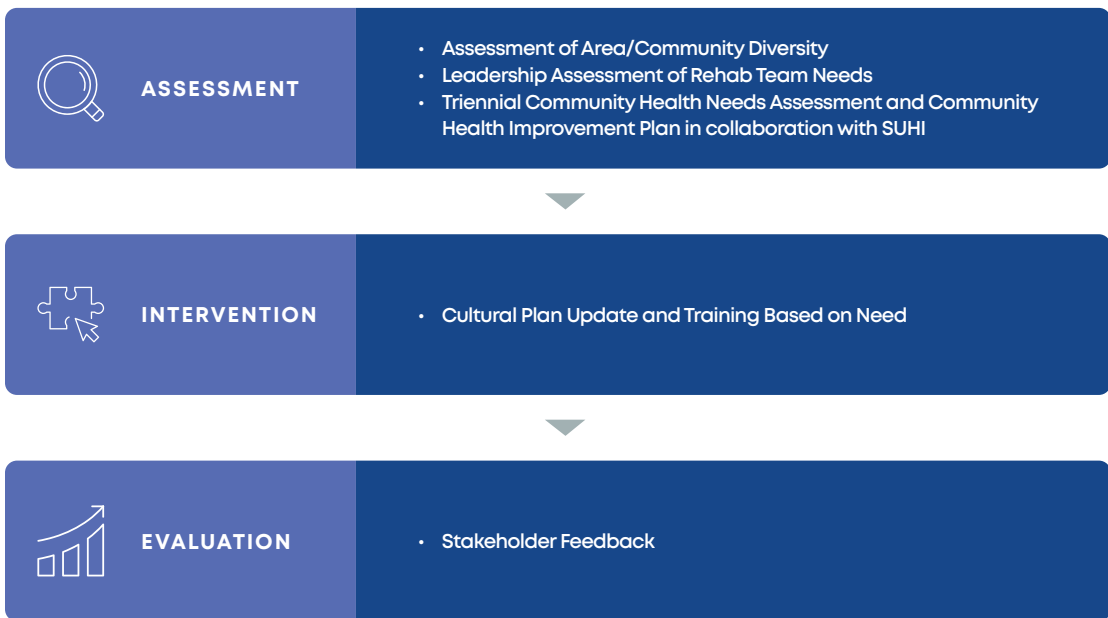 ASSESSMENT
• Assessment of Area/Community Diversity
• Leadership Assessment of Rehab Team Needs
• Triennial Community Health Needs Assessment and Community
Health Improvement Plan in collaboration with SUHI
INTERVENTION
• Cultural Plan Update and Training Based on Need
EVALUATION
• Stakeholder Feedback